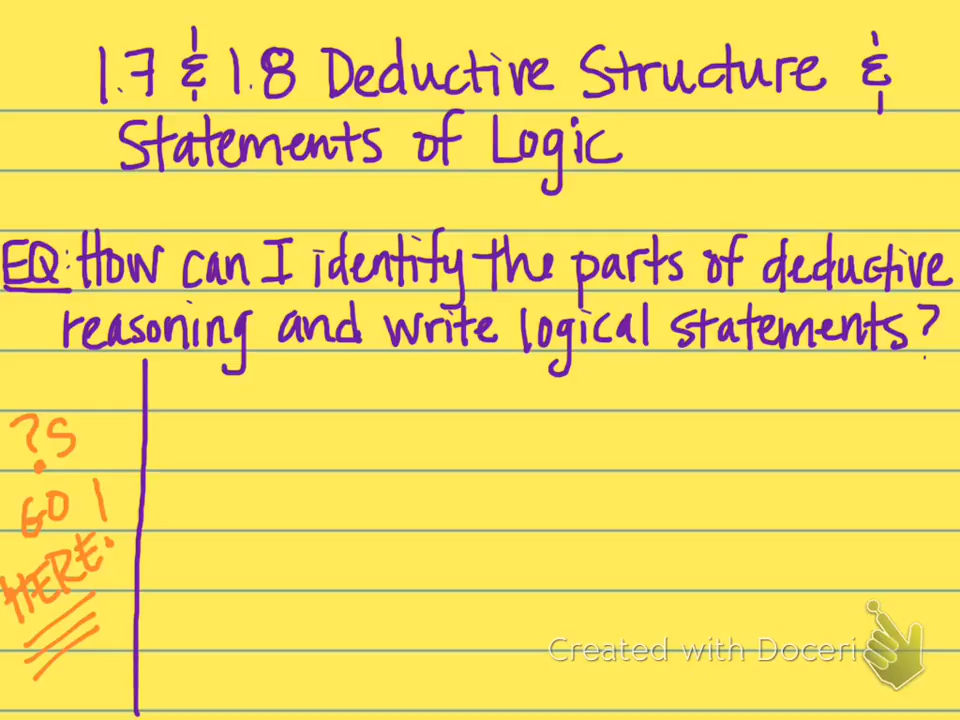 1.7 & 1.8 Deductive Structure &
Statements of Logic
EQ: How can I identify the parts of deductive
reasoning and write logical statements?
?s
GO
HERE!
Created with Doceri